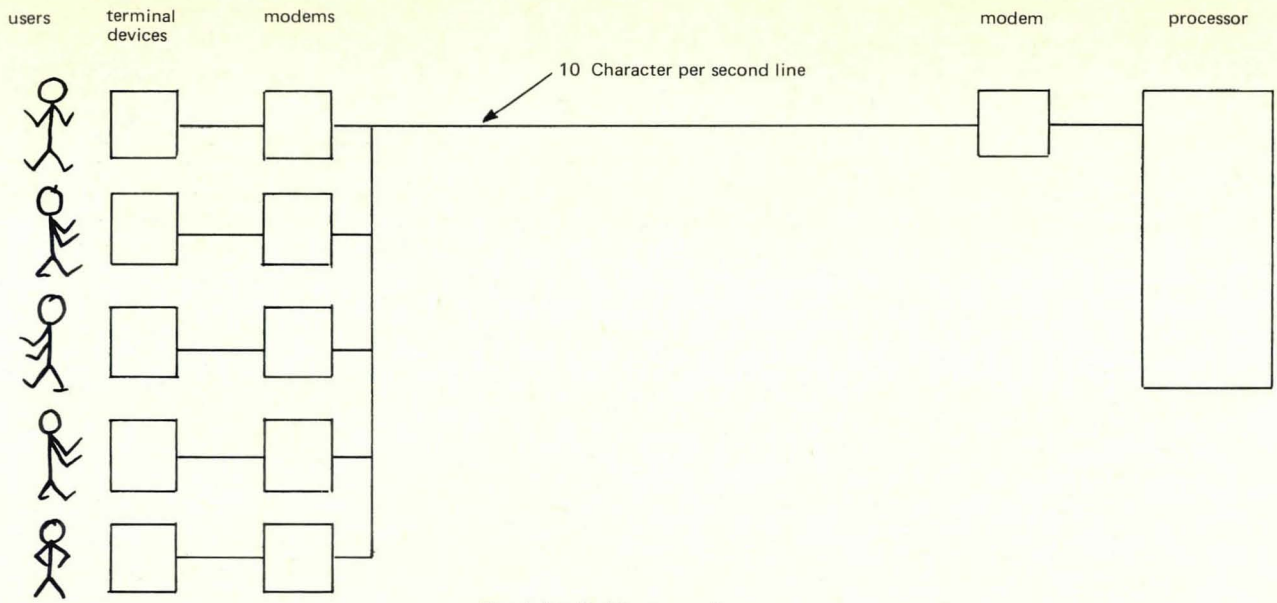 users
terminal
devices
modems
modem
processor
10 Character per second line